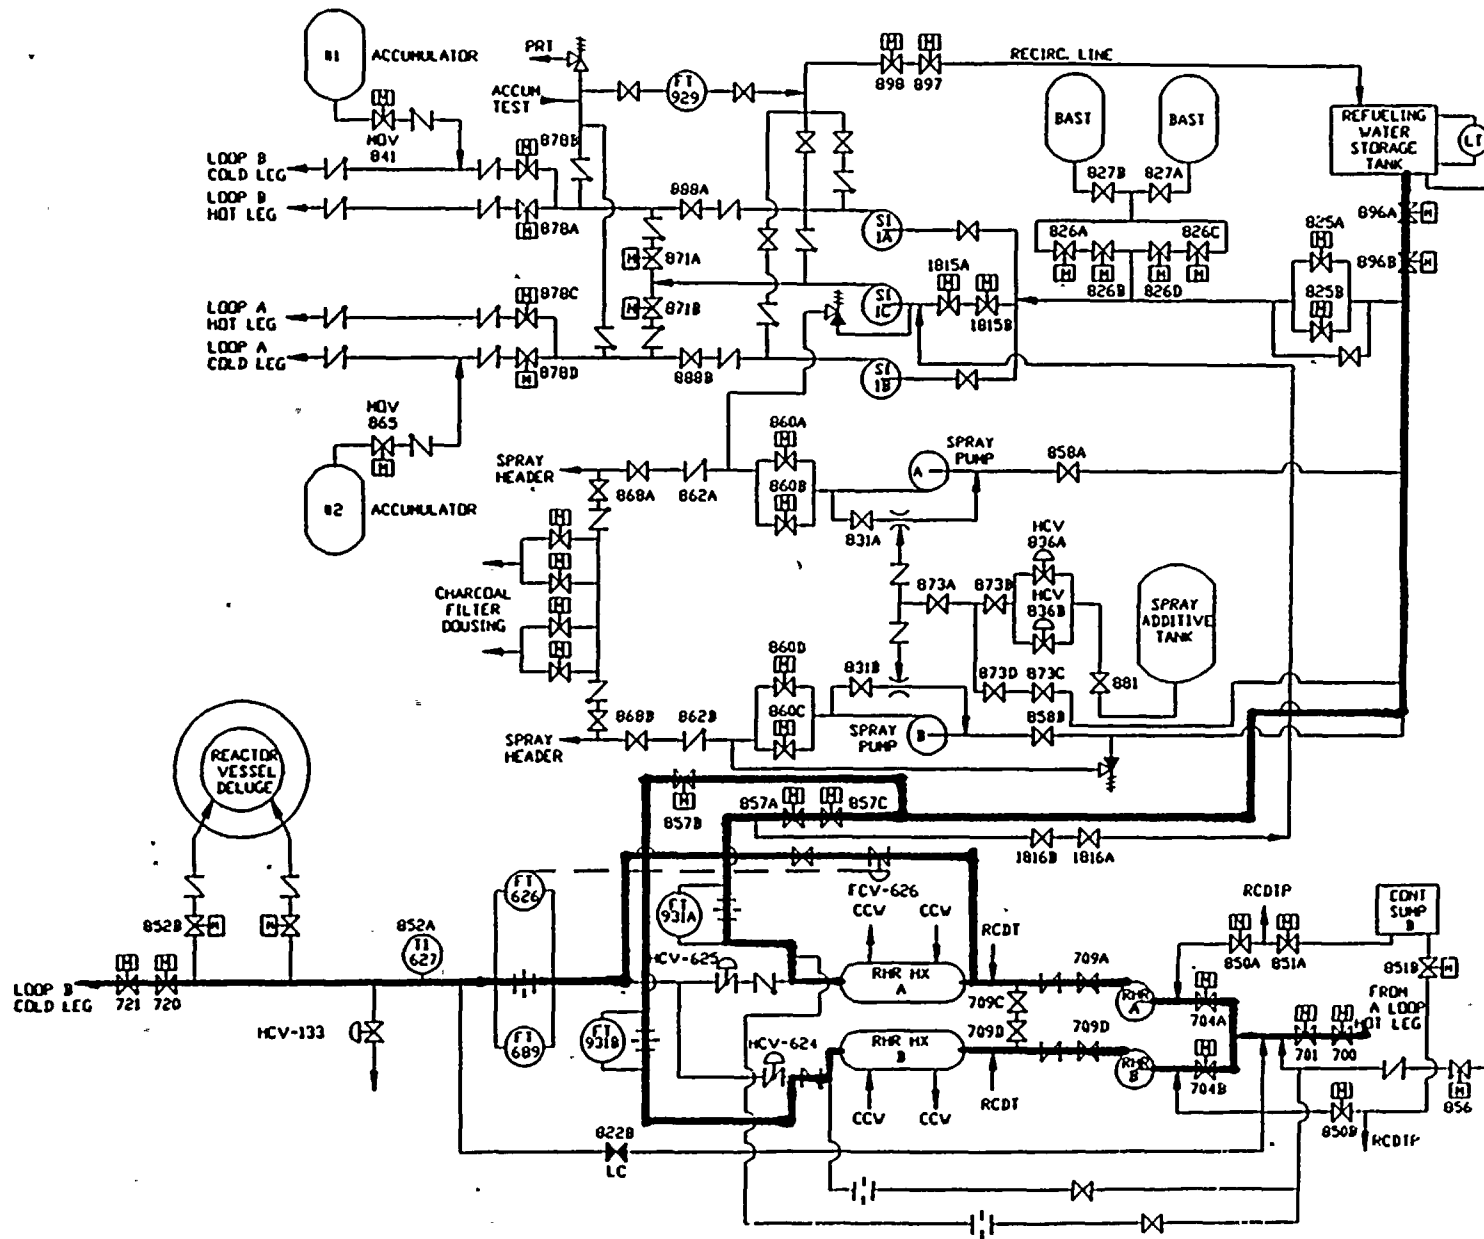 #1
ACCUMULATOR
PRT
ACCUM
TEST
FT
929
898
897
RECIRC. LINE
BAST
BAST
REFUELING
WATER
STORAGE
TANK
LT
MOV
841
878B
LOOP B
COLD LEG
LOOP B
HOT LEG
878A
888A
871A
SI
1A
827B
827A
826A
826C
826B
826D
825A
825B
896A
896B
1815A
1815B
SI
1C
LOOP A
HOT LEG
LOOP A
COLD LEG
878C
878D
871B
888B
SI
1B
MOV
865
#2
ACCUMULATOR
SPRAY
HEADER
868A
862A
860A
860B
A
SPRAY
PUMP
858A
831A
CHARCOAL
FILTER
DOUSING
HCV
836A
873A
873B
HCV
836B
SPRAY
ADDITIVE
TANK
873D
873C
881
860D
860C
831B
868B
862B
SPRAY
HEADER
SPRAY
PUMP
B
858B
REACTOR
VESSEL
DELUGE
857B
857A
857C
1816B
1816A
FT
626
FCV-626
852B
852A
TI
627
FT
931A
CCW
CCW
RCDT
RCDTP
CONT
SUMP
B
850A
851A
851B
LOOP B
COLD LEG
721
720
HCV-133
HCV-625
RHR HX
A
709A
709C
RHR
A
704A
FROM
A LOOP
HOT LEG
FT
689
FT
931B
HCV-624
RHR HX
B
709D
709D
RHR
B
704B
701
700
856
CCW
CCW
RCDT
850B
RCDTP
822B
LC